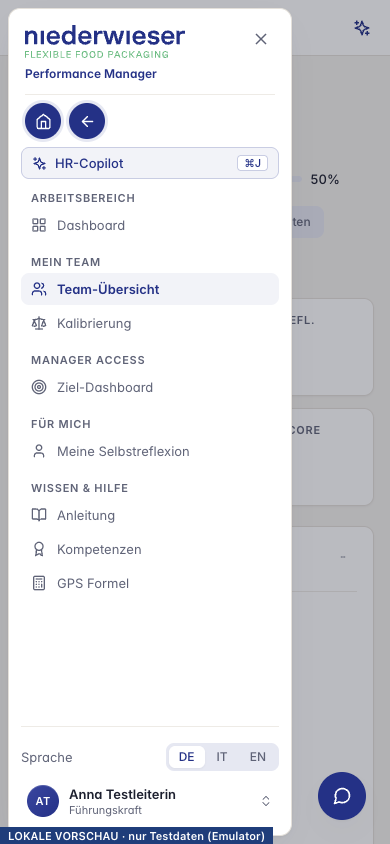 niederwieser
FLEXIBLE FOOD PACKAGING
Performance Manager
HR-Copilot ⌘J
ARBEITSBEREICH
Dashboard
MEIN TEAM
Team-Übersicht
Kalibrierung
MANAGER ACCESS
Ziel-Dashboard
FÜR MICH
Meine Selbstreflexion
WISSEN & HILFE
Anleitung
Kompetenzen
GPS Formel
Sprache DE IT EN
AT Anna Testleiterin
Führungskraft
LOKALE VORSCHAU · nur Testdaten (Emulator)
50%
ten
EFL.
CORE
–